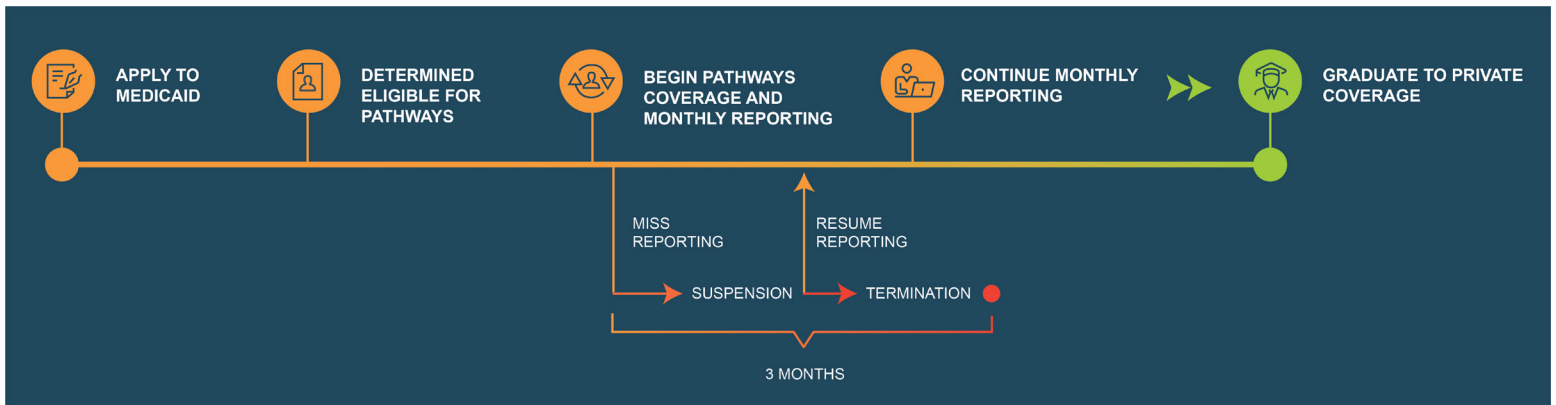 APPLY TO
MEDICAID
DETERMINED
ELIGIBLE FOR
PATHWAYS
BEGIN PATHWAYS
COVERAGE AND
MONTHLY REPORTING
CONTINUE MONTHLY
REPORTING
GRADUATE TO PRIVATE
COVERAGE
MISS
REPORTING
RESUME
REPORTING
SUSPENSION
TERMINATION
3 MONTHS